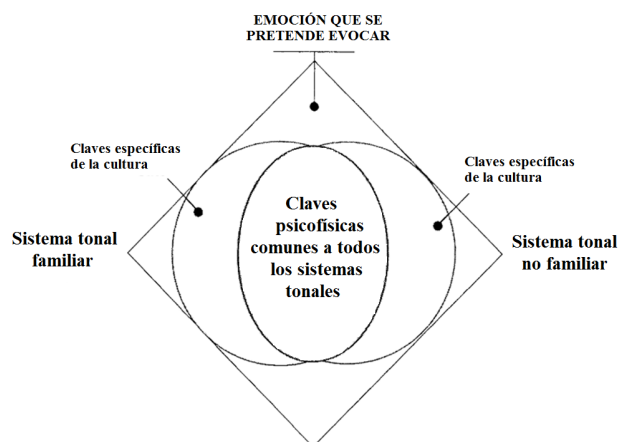 EMOCIÓN QUE SE
PRETENDE EVOCAR
Claves específicas
de la cultura
Claves específicas
de la cultura
Claves
psicofísicas
comunes a todos
los sistemas
tonales
Sistema tonal
familiar
Sistema tonal
no familiar